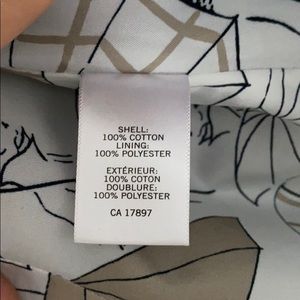 SHELL:
100% COTTON
LINING:
100% POLYESTER
EXTÉRIEUR:
100% COTON
DOUBLURE:
100% POLYESTER
CA 17897